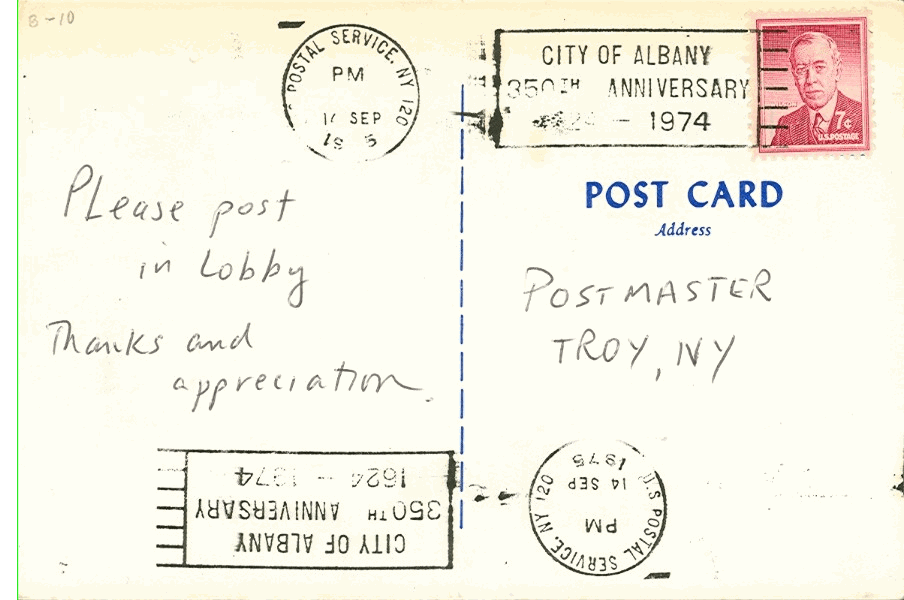 8-10
POSTAL SERVICE, NY 120
PM
14 SEP
19 5
CITY OF ALBANY
350TH ANNIVERSARY
1974
7¢
U.S. POSTAGE
Please post
in Lobby
Thanks and
appreciation.
POST CARD
Address
POSTMASTER
TROY, NY
1624 - 1974
350TH ANNIVERSARY
CITY OF ALBANY
U.S. POSTAL SERVICE, NY 120
PM
14 SEP
1975